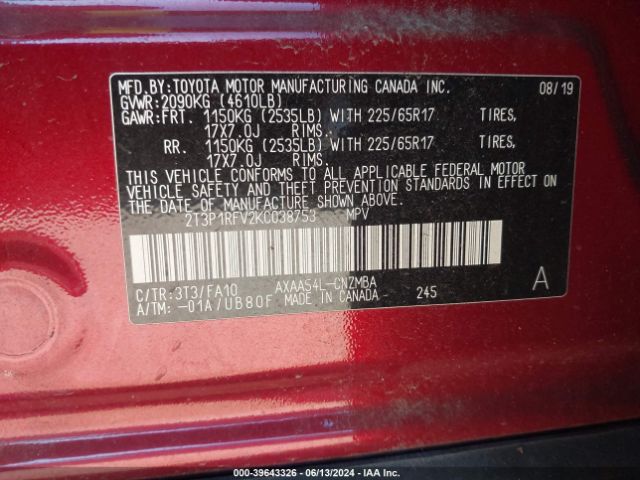 MFD.BY:TOYOTA MOTOR MANUFACTURING CANADA INC. 08/19
GVWR:2090KG (4610LB)
GAWR:FRT. 1150KG (2535LB) WITH 225/65R17 TIRES,
17X7.0J RIMS.
RR. 1150KG (2535LB) WITH 225/65R17 TIRES,
17X7.0J RIMS.
THIS VEHICLE CONFORMS TO ALL APPLICABLE FEDERAL MOTOR
VEHICLE SAFETY AND THEFT PREVENTION STANDARDS IN EFFECT ON
THE DATE OF MANUFACTURE SHOWN ABOVE.
2T3P1RFV2KC038753 MPV
C/TR:3T3/FA10 AXAA54L-CNZMBA A
A/TM: -01A/UB80F MADE IN CANADA 245
000-39643326 - 06/13/2024 - IAA Inc.